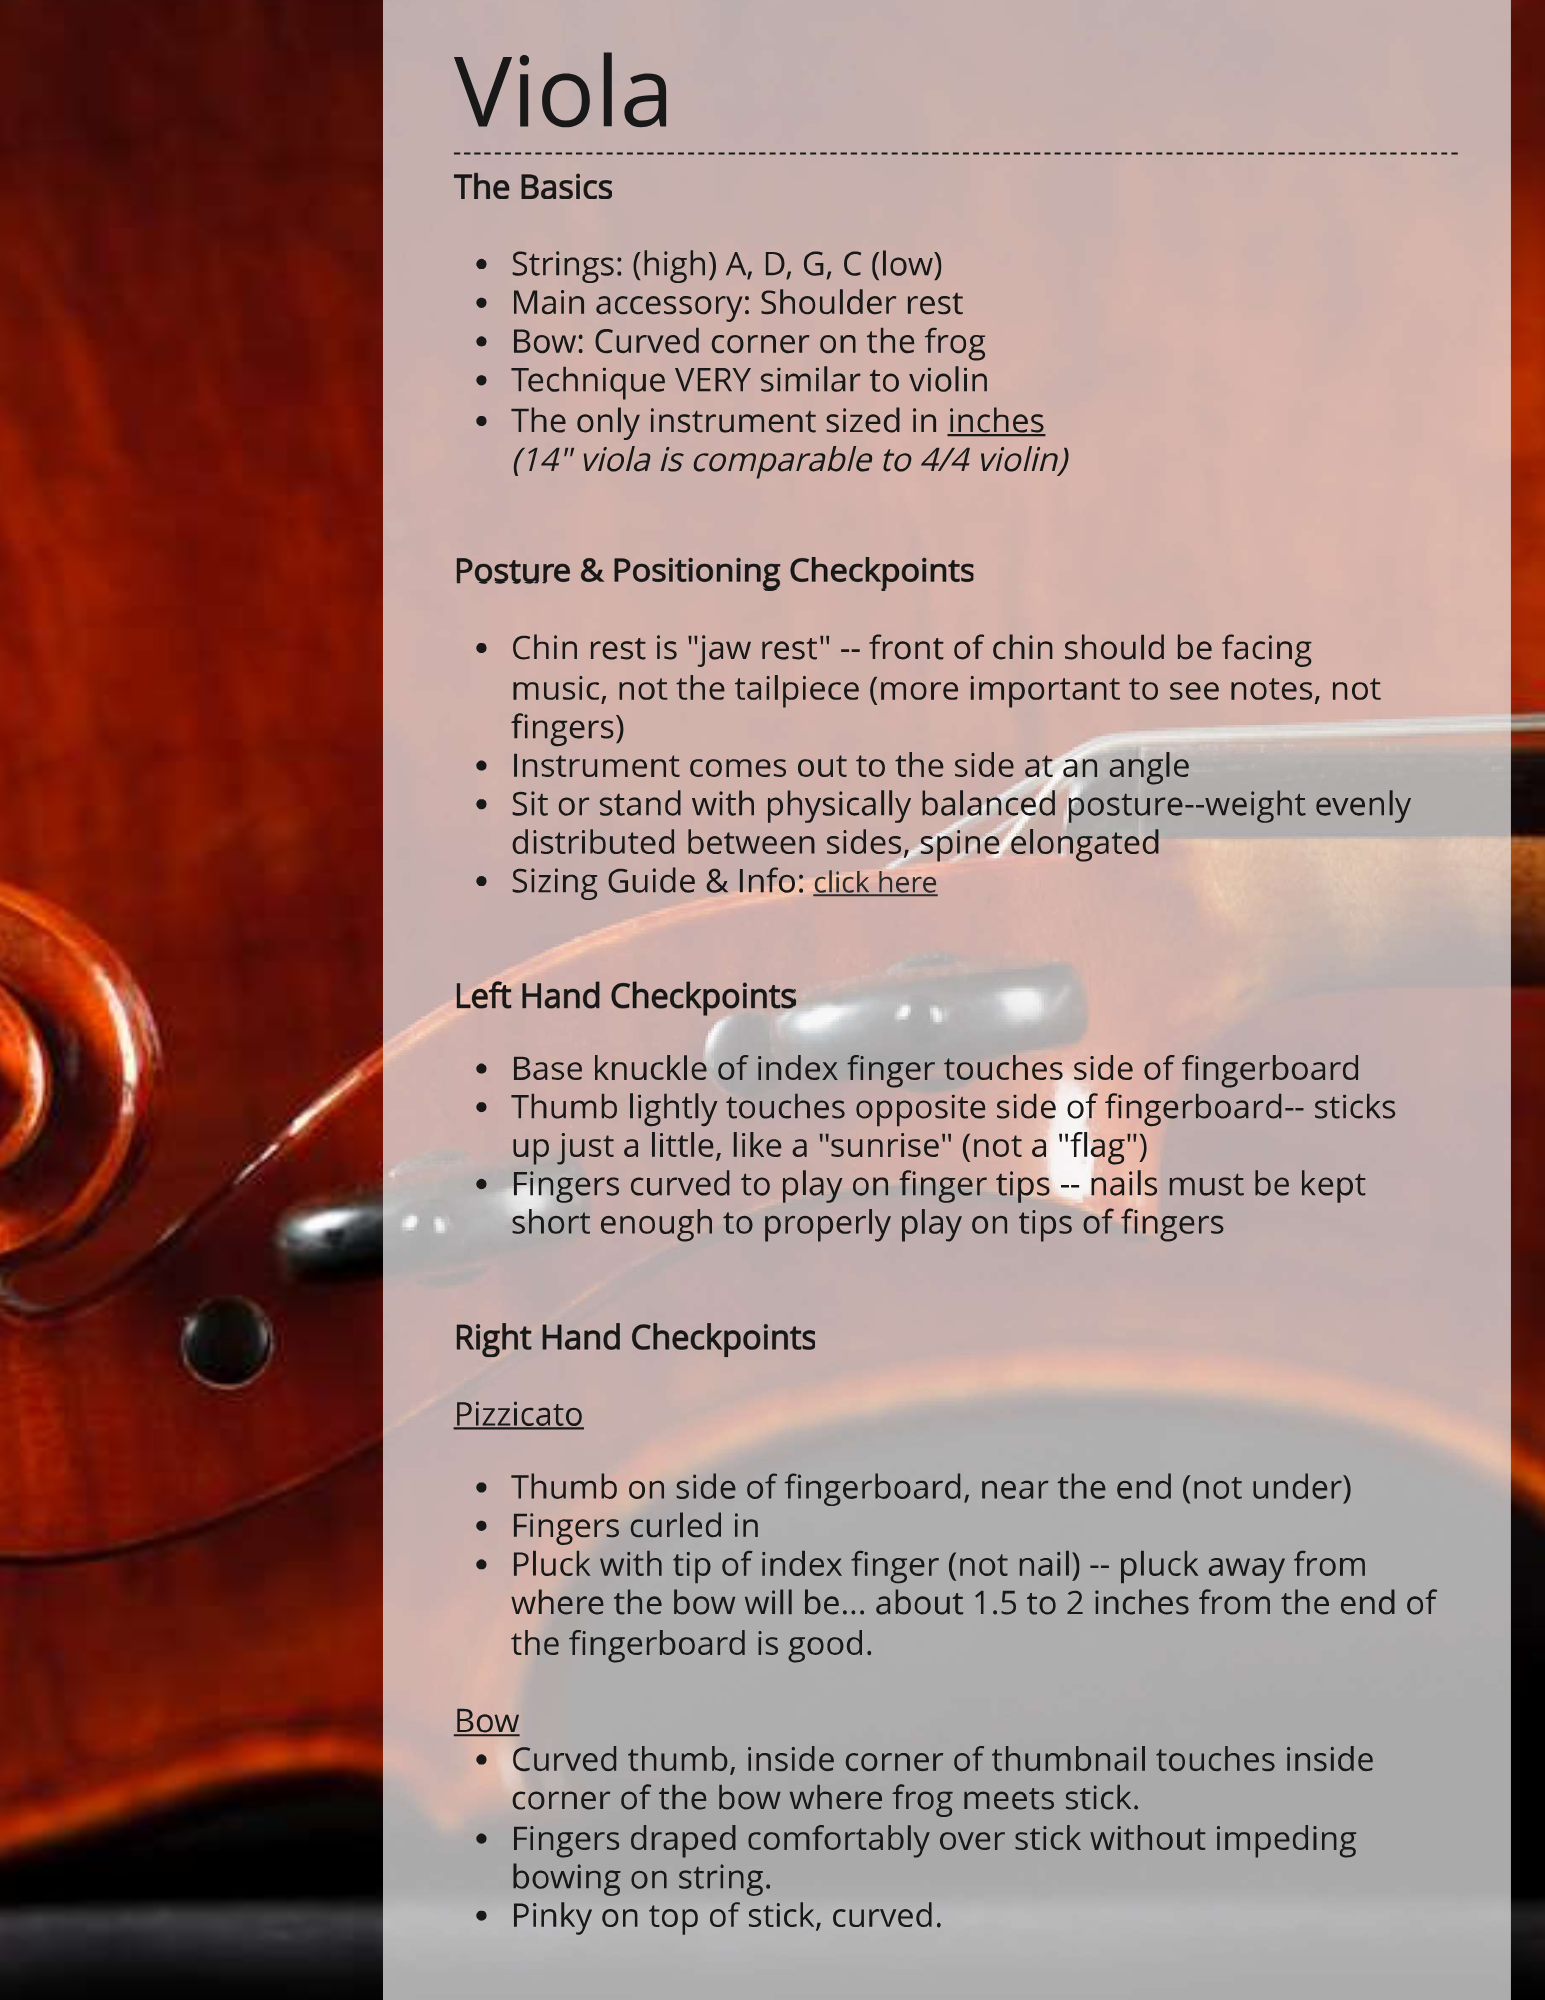 Viola
The Basics
• Strings: (high) A, D, G, C (low)
• Main accessory: Shoulder rest
• Bow: Curved corner on the frog
• Technique VERY similar to violin
• The only instrument sized in inches
(14" viola is comparable to 4/4 violin)
Posture & Positioning Checkpoints
• Chin rest is "jaw rest" -- front of chin should be facing
music, not the tailpiece (more important to see notes, not
fingers)
• Instrument comes out to the side at an angle
• Sit or stand with physically balanced posture--weight evenly
distributed between sides, spine elongated
• Sizing Guide & Info: click here
Left Hand Checkpoints
• Base knuckle of index finger touches side of fingerboard
• Thumb lightly touches opposite side of fingerboard-- sticks
up just a little, like a "sunrise" (not a "flag")
• Fingers curved to play on finger tips -- nails must be kept
short enough to properly play on tips of fingers
Right Hand Checkpoints
Pizzicato
• Thumb on side of fingerboard, near the end (not under)
• Fingers curled in
• Pluck with tip of index finger (not nail) -- pluck away from
where the bow will be... about 1.5 to 2 inches from the end of
the fingerboard is good.
Bow
• Curved thumb, inside corner of thumbnail touches inside
corner of the bow where frog meets stick.
• Fingers draped comfortably over stick without impeding
bowing on string.
• Pinky on top of stick, curved.